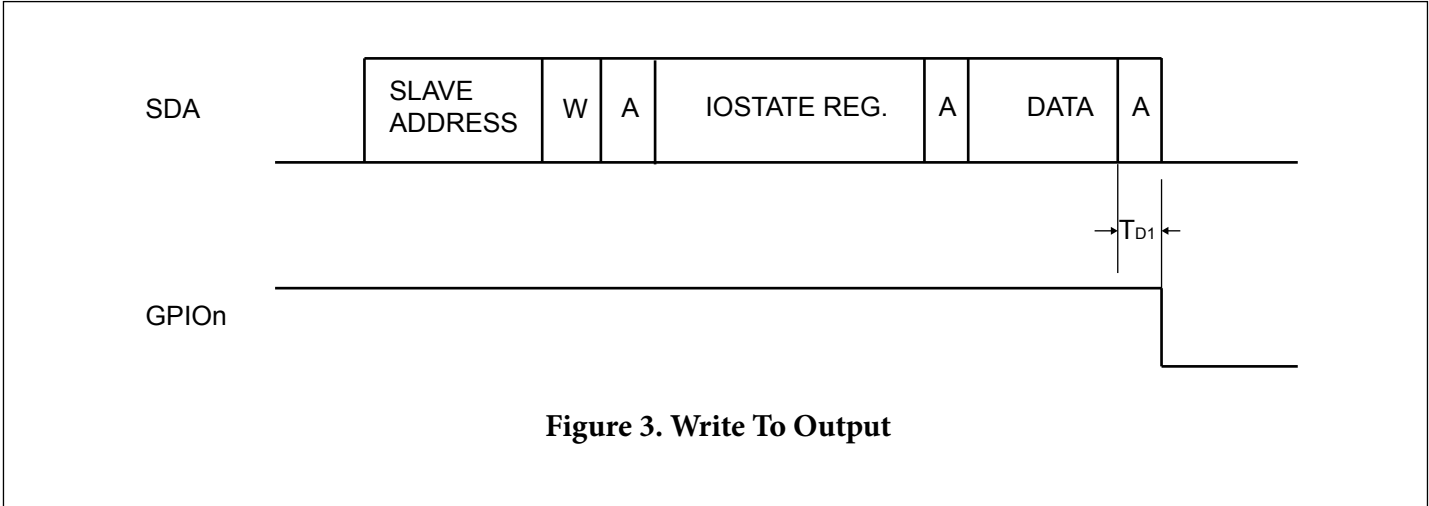 SDA
SLAVE
ADDRESS
W
A
IOSTATE REG.
A
DATA
A
TD1
GPIOn
Figure 3. Write To Output